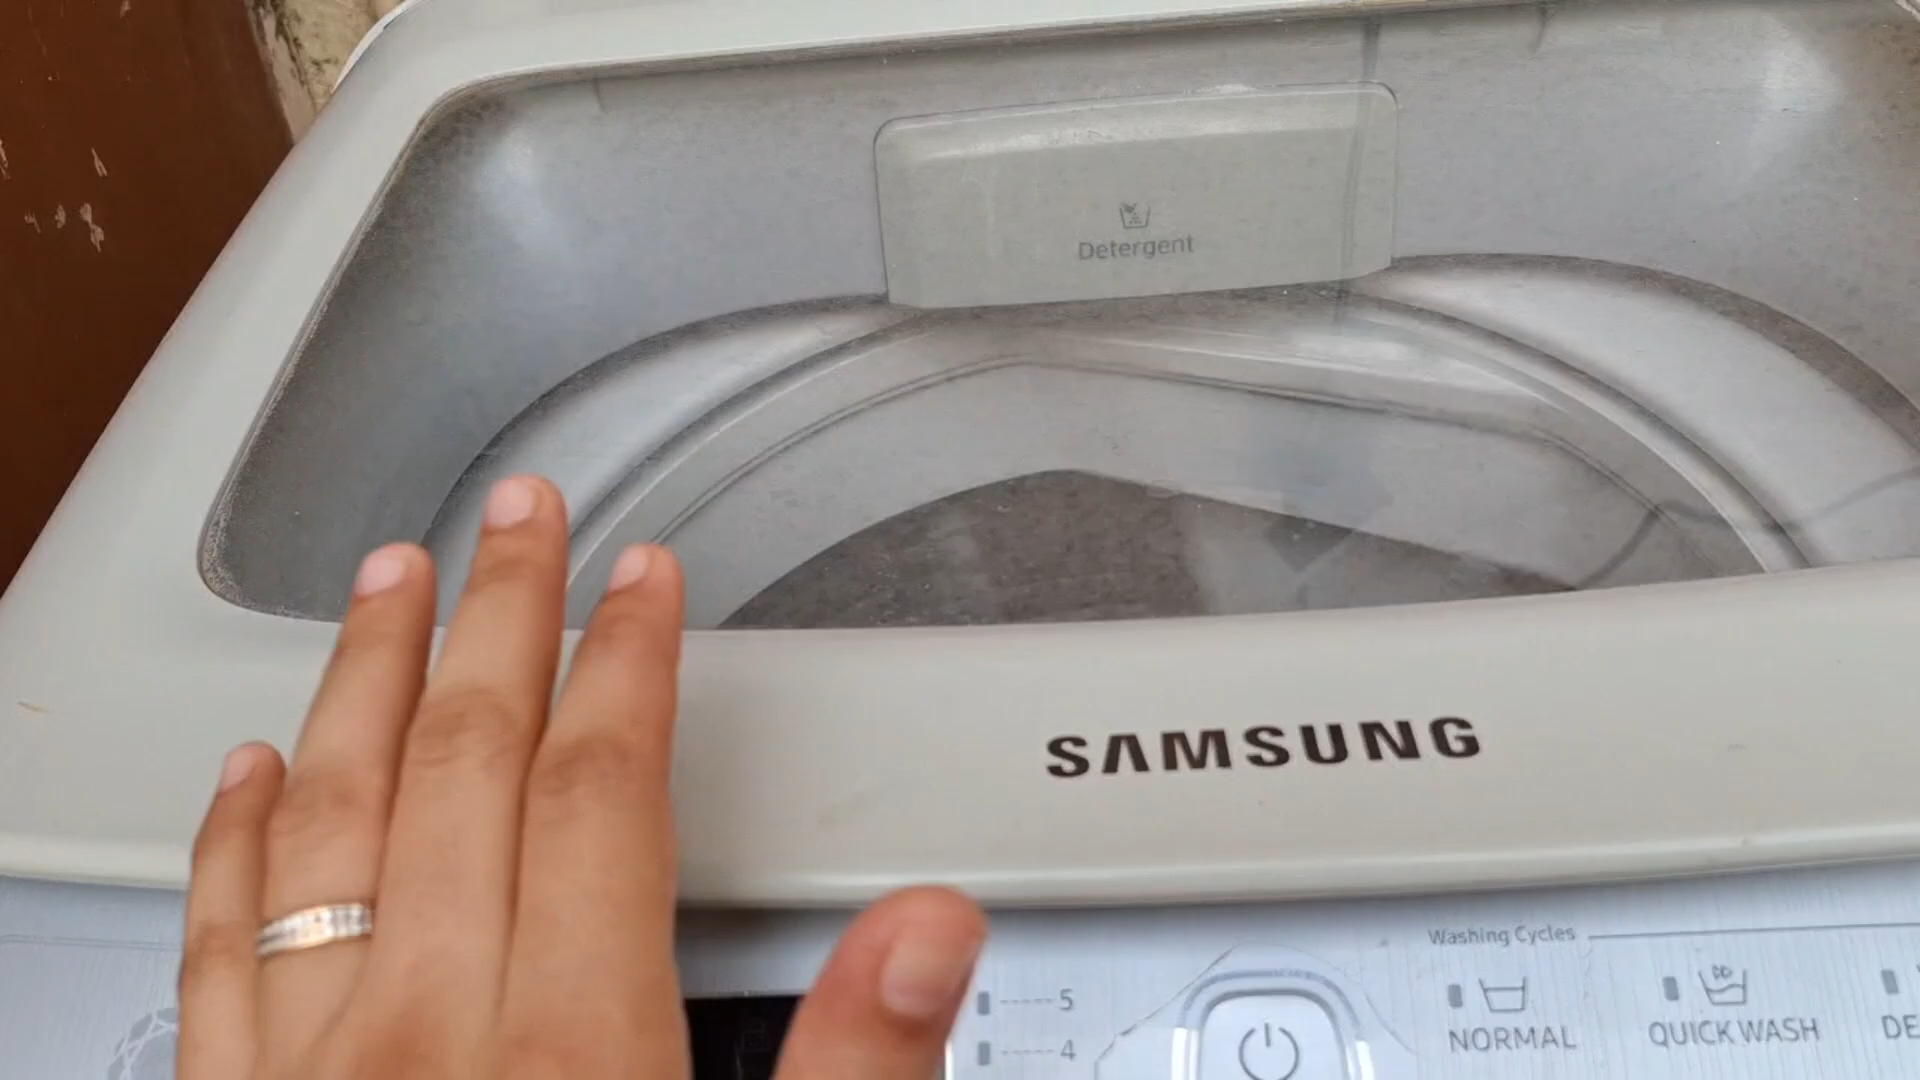 Detergent
SAMSUNG
Washing Cycles
5
NORMAL
QUICK WASH
4